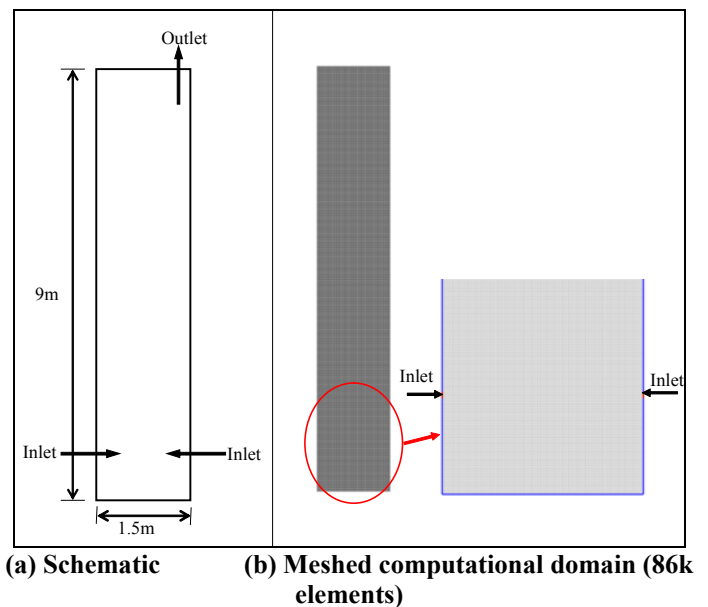 Outlet
9m
Inlet
Inlet
1.5m
Inlet
Inlet
(a) Schematic
(b) Meshed computational domain (86k
elements)